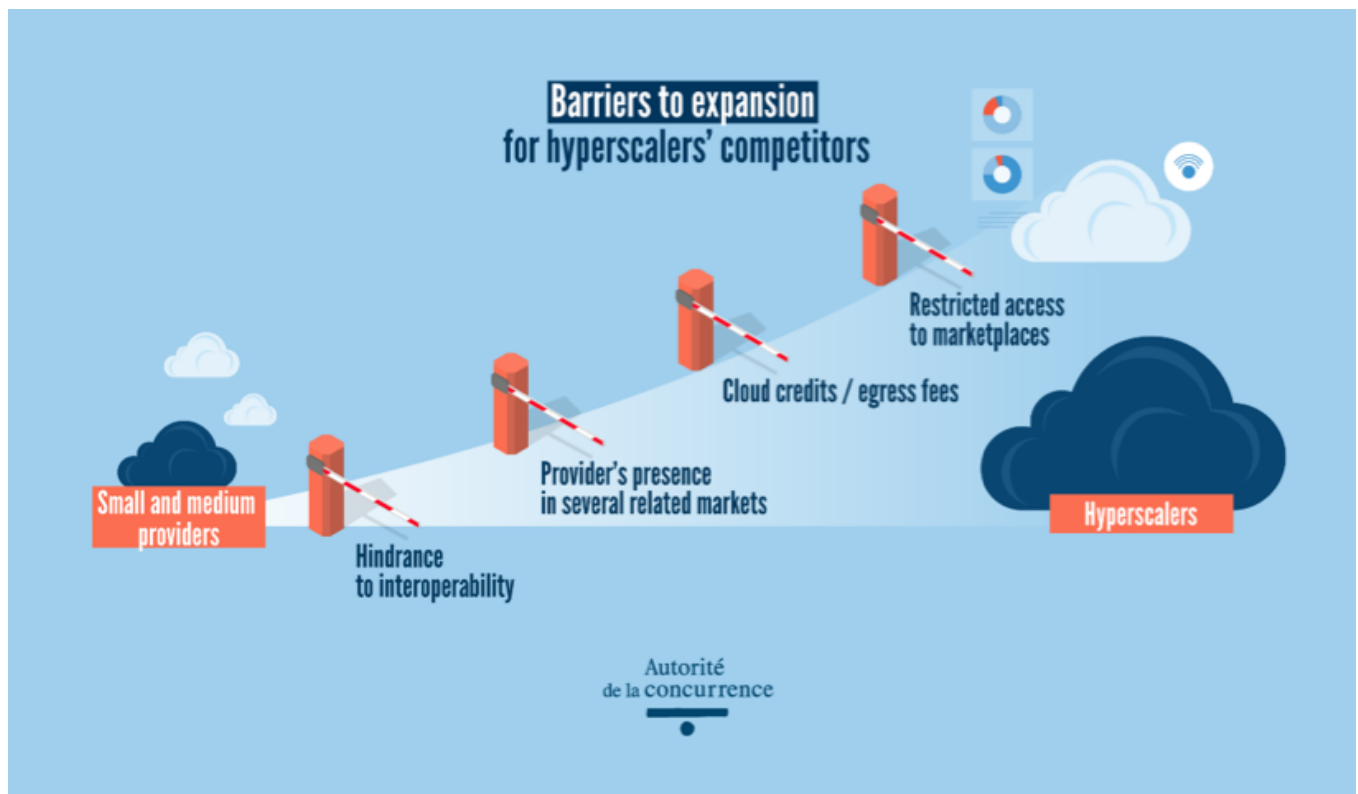 Barriers to expansion
for hyperscalers' competitors
Restricted access
to marketplaces
Cloud credits / egress fees
Provider's presence
in several related markets
Small and medium
providers
Hyperscalers
Hindrance
to interoperability
Autorité
de la concurrence